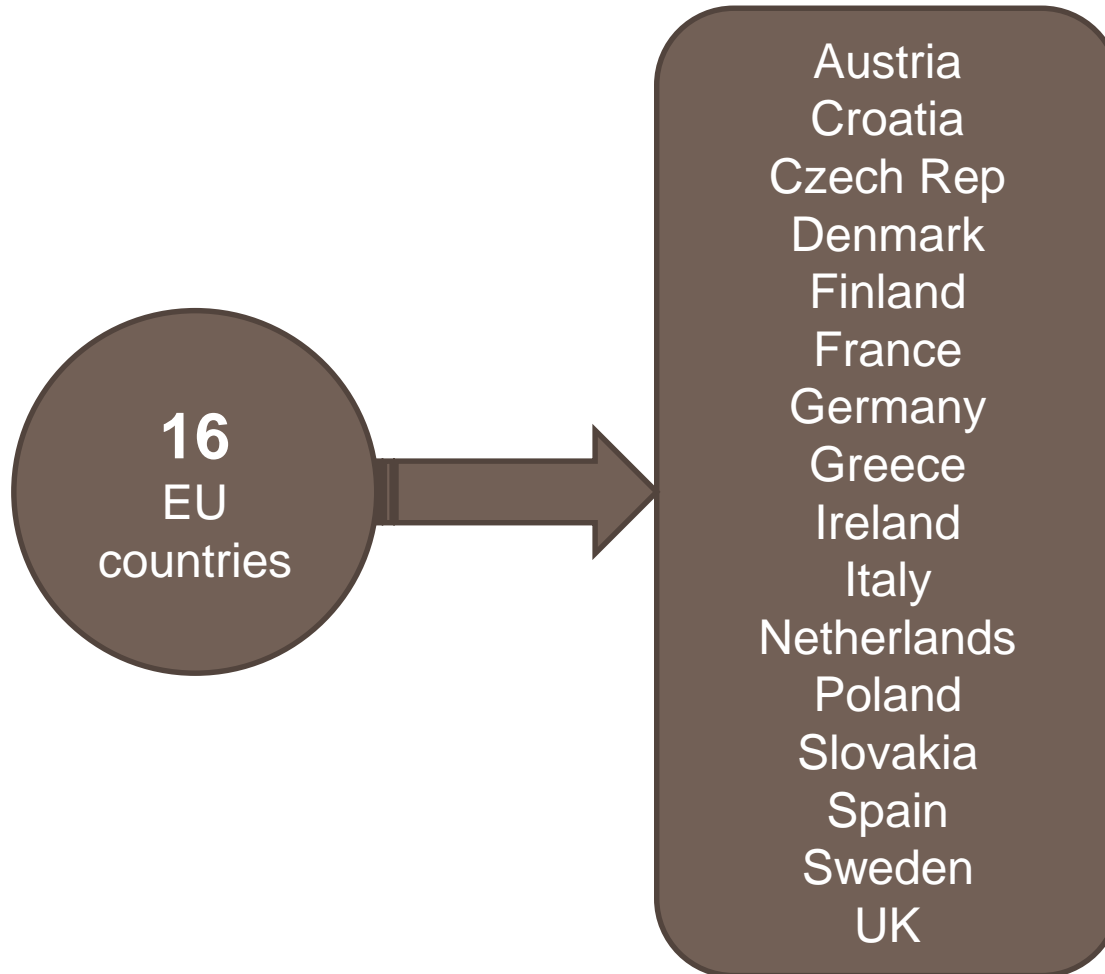 16
EU
countries
Austria
Croatia
Czech Rep
Denmark
Finland
France
Germany
Greece
Ireland
Italy
Netherlands
Poland
Slovakia
Spain
Sweden
UK